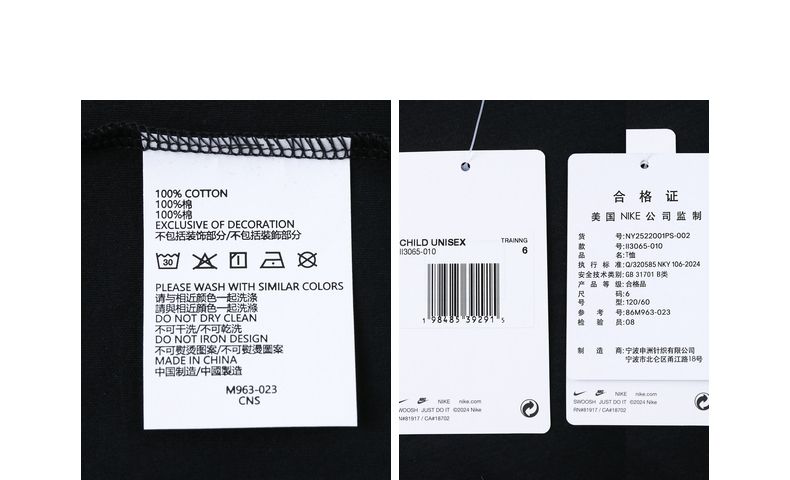 100% COTTON
100%棉
100%棉
EXCLUSIVE OF DECORATION
不包括装饰部分/不包括裝飾部分
30
PLEASE WASH WITH SIMILAR COLORS
请与相近颜色一起洗涤
請與相近顏色一起洗滌
DO NOT DRY CLEAN
不可干洗/不可乾洗
DO NOT IRON DESIGN
不可熨烫图案/不可熨燙圖案
MADE IN CHINA
中国制造/中國製造
M963-023
CNS
CHILD UNISEX
TRAINNG
II3065-010
6
1 98485 39291 5
NIKE nike.com
SWOOSH JUST DO IT ©2024 Nike
RN#81917 / CA#18702
合格证
美国 NIKE 公司监制
货 号:NY2522001PS-002
款 号:II3065-010
品 名:T恤
执行标准:Q/320585 NKY 106-2024
安全技术类别:GB 31701 B类
产品等级:合格品
尺 码:6
号 型:120/60
参考号:86M963-023
检验员:08
制造商:宁波申洲针织有限公司
宁波市北仑区甬江路18号
NIKE nike.com
SWOOSH JUST DO IT ©2024 Nike
RN#81917 / CA#18702